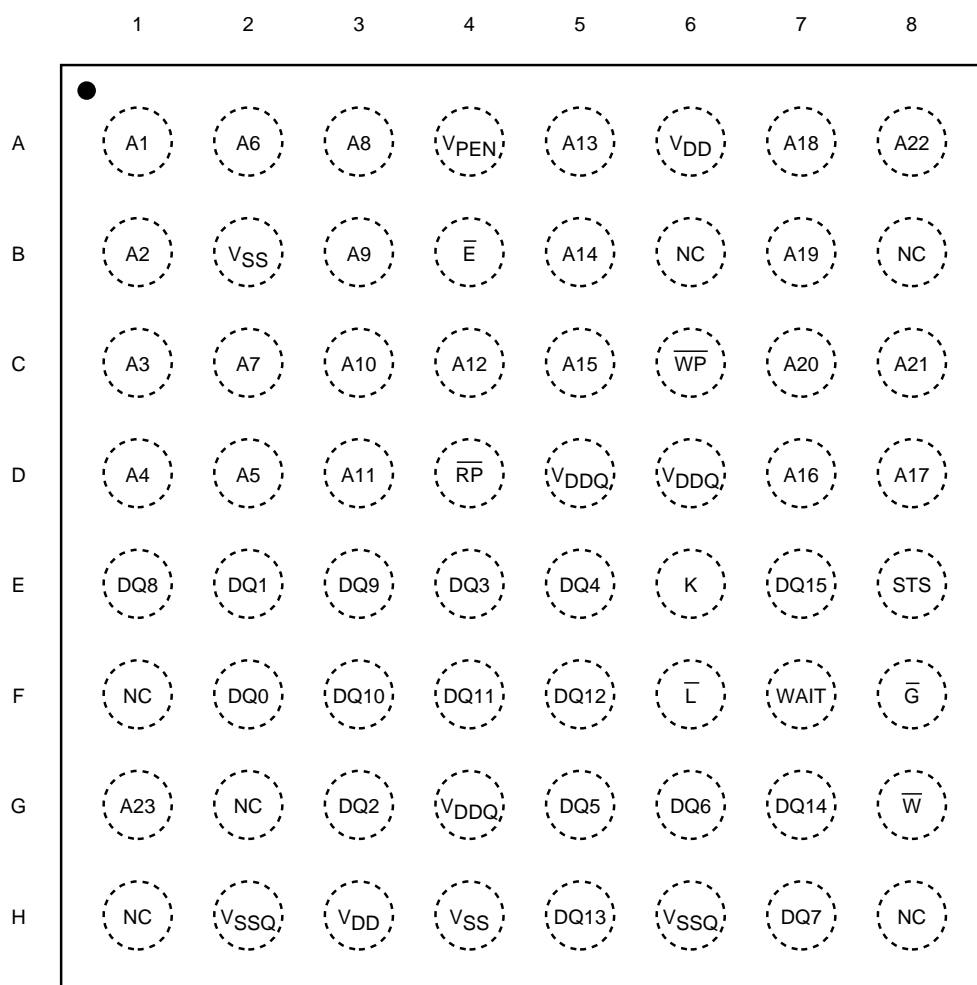 1 2 3 4 5 6 7 8
A A1 A6 A8 VPEN A13 VDD A18 A22
B A2 VSS A9 E̅ A14 NC A19 NC
C A3 A7 A10 A12 A15 W̅P̅ A20 A21
D A4 A5 A11 R̅P̅ VDDQ VDDQ A16 A17
E DQ8 DQ1 DQ9 DQ3 DQ4 K DQ15 STS
F NC DQ0 DQ10 DQ11 DQ12 L̅ WAIT G̅
G A23 NC DQ2 VDDQ DQ5 DQ6 DQ14 W̅
H NC VSSQ VDD VSS DQ13 VSSQ DQ7 NC